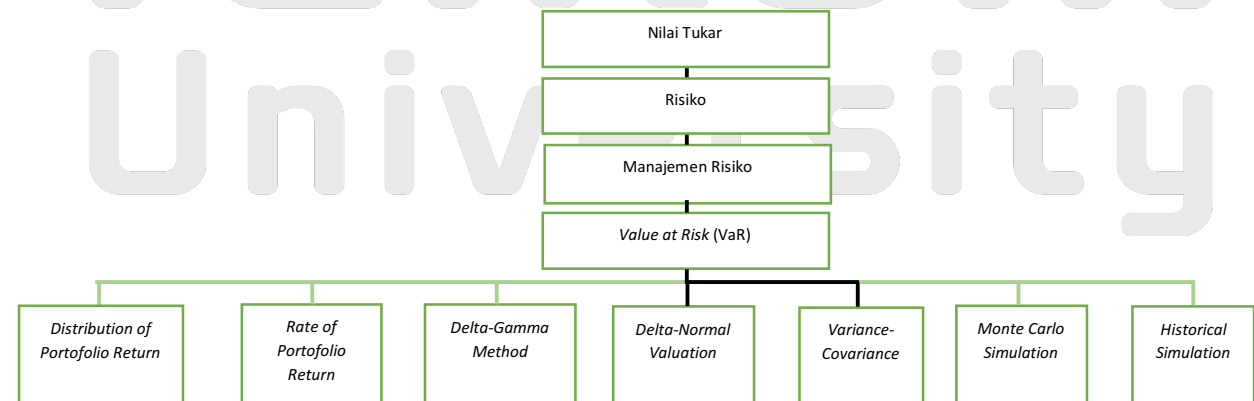 University
Nilai Tukar
Risiko
Manajemen Risiko
Value at Risk (VaR)
Distribution of
Portofolio Return
Rate of
Portofolio
Return
Delta-Gamma
Method
Delta-Normal
Valuation
Variance-
Covariance
Monte Carlo
Simulation
Historical
Simulation